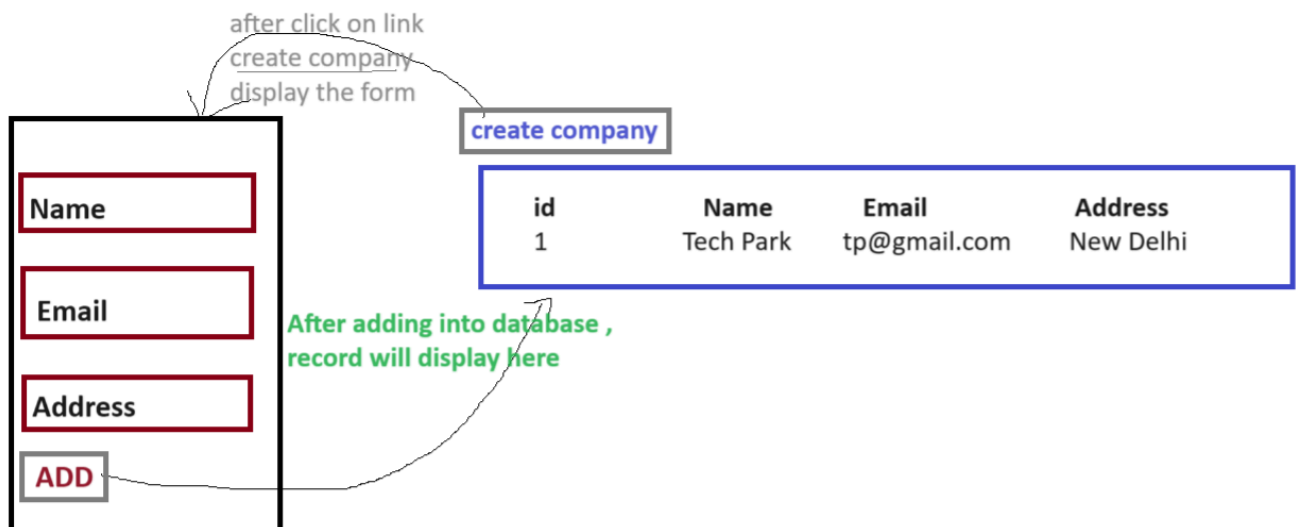 after click on link
create company
display the form
create company
Name
Email
Address
ADD
After adding into database ,
record will display here
id Name Email Address
1 Tech Park tp@gmail.com New Delhi